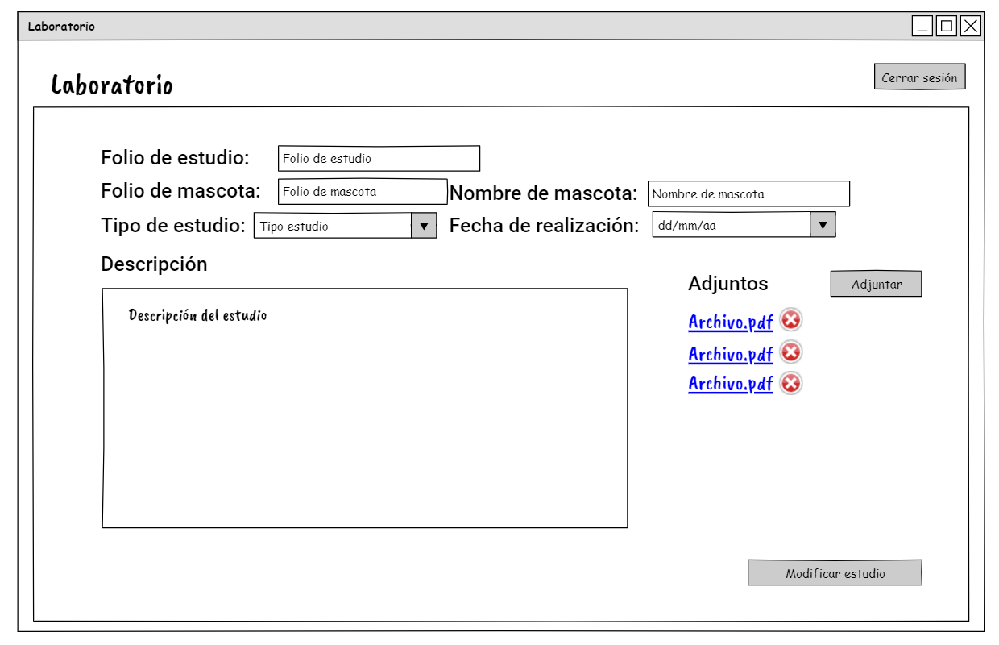 Laboratorio
Laboratorio
Cerrar sesión
Folio de estudio: Folio de estudio
Folio de mascota: Folio de mascota Nombre de mascota: Nombre de mascota
Tipo de estudio: Tipo estudio Fecha de realización: dd/mm/aa
Descripción
Descripción del estudio
Adjuntos Adjuntar
Archivo.pdf
Archivo.pdf
Archivo.pdf
Modificar estudio